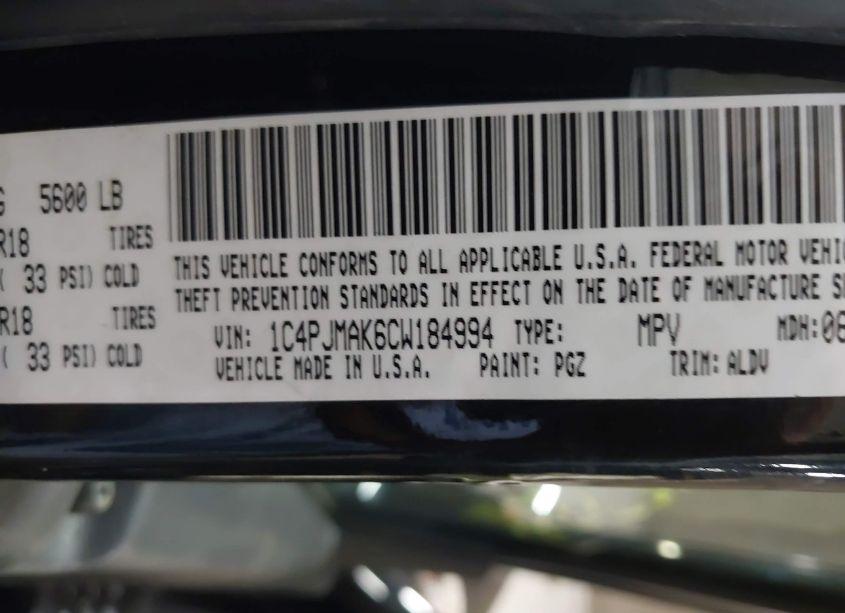 G 5600 LB
R18 TIRES
( 33 PSI) COLD
R18 TIRES
( 33 PSI) COLD
THIS VEHICLE CONFORMS TO ALL APPLICABLE U.S.A. FEDERAL MOTOR VEHIC
THEFT PREVENTION STANDARDS IN EFFECT ON THE DATE OF MANUFACTURE S
VIN: 1C4PJMAK6CW184994 TYPE: MPV MDH:06
VEHICLE MADE IN U.S.A. PAINT: PGZ TRIM: ALDV